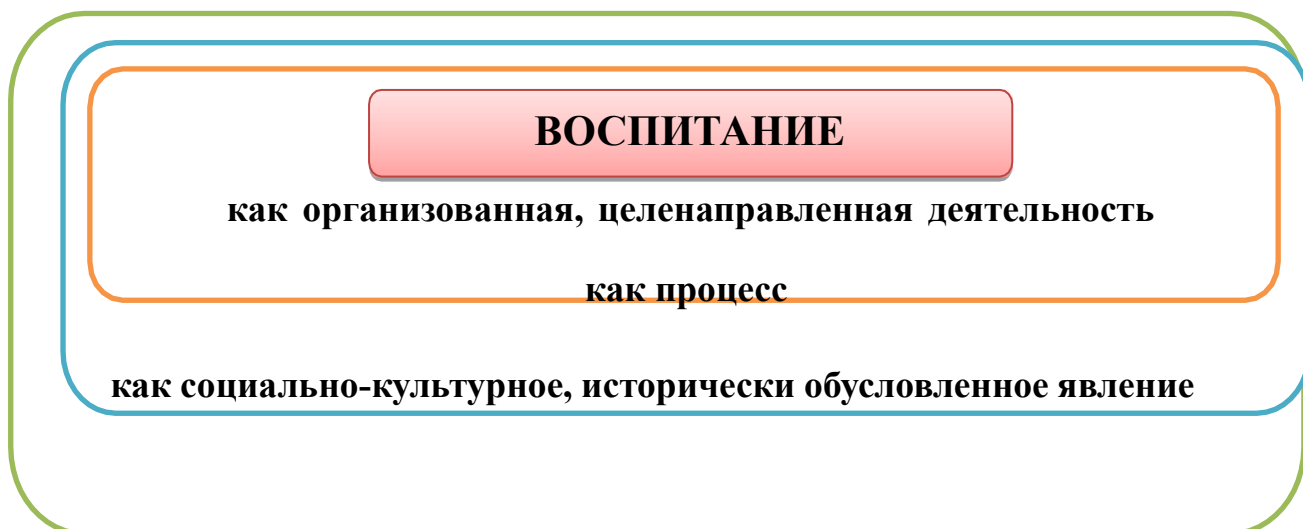 ВОСПИТАНИЕ
как организованная, целенаправленная деятельность
как процесс
как социально-культурное, исторически обусловленное явление